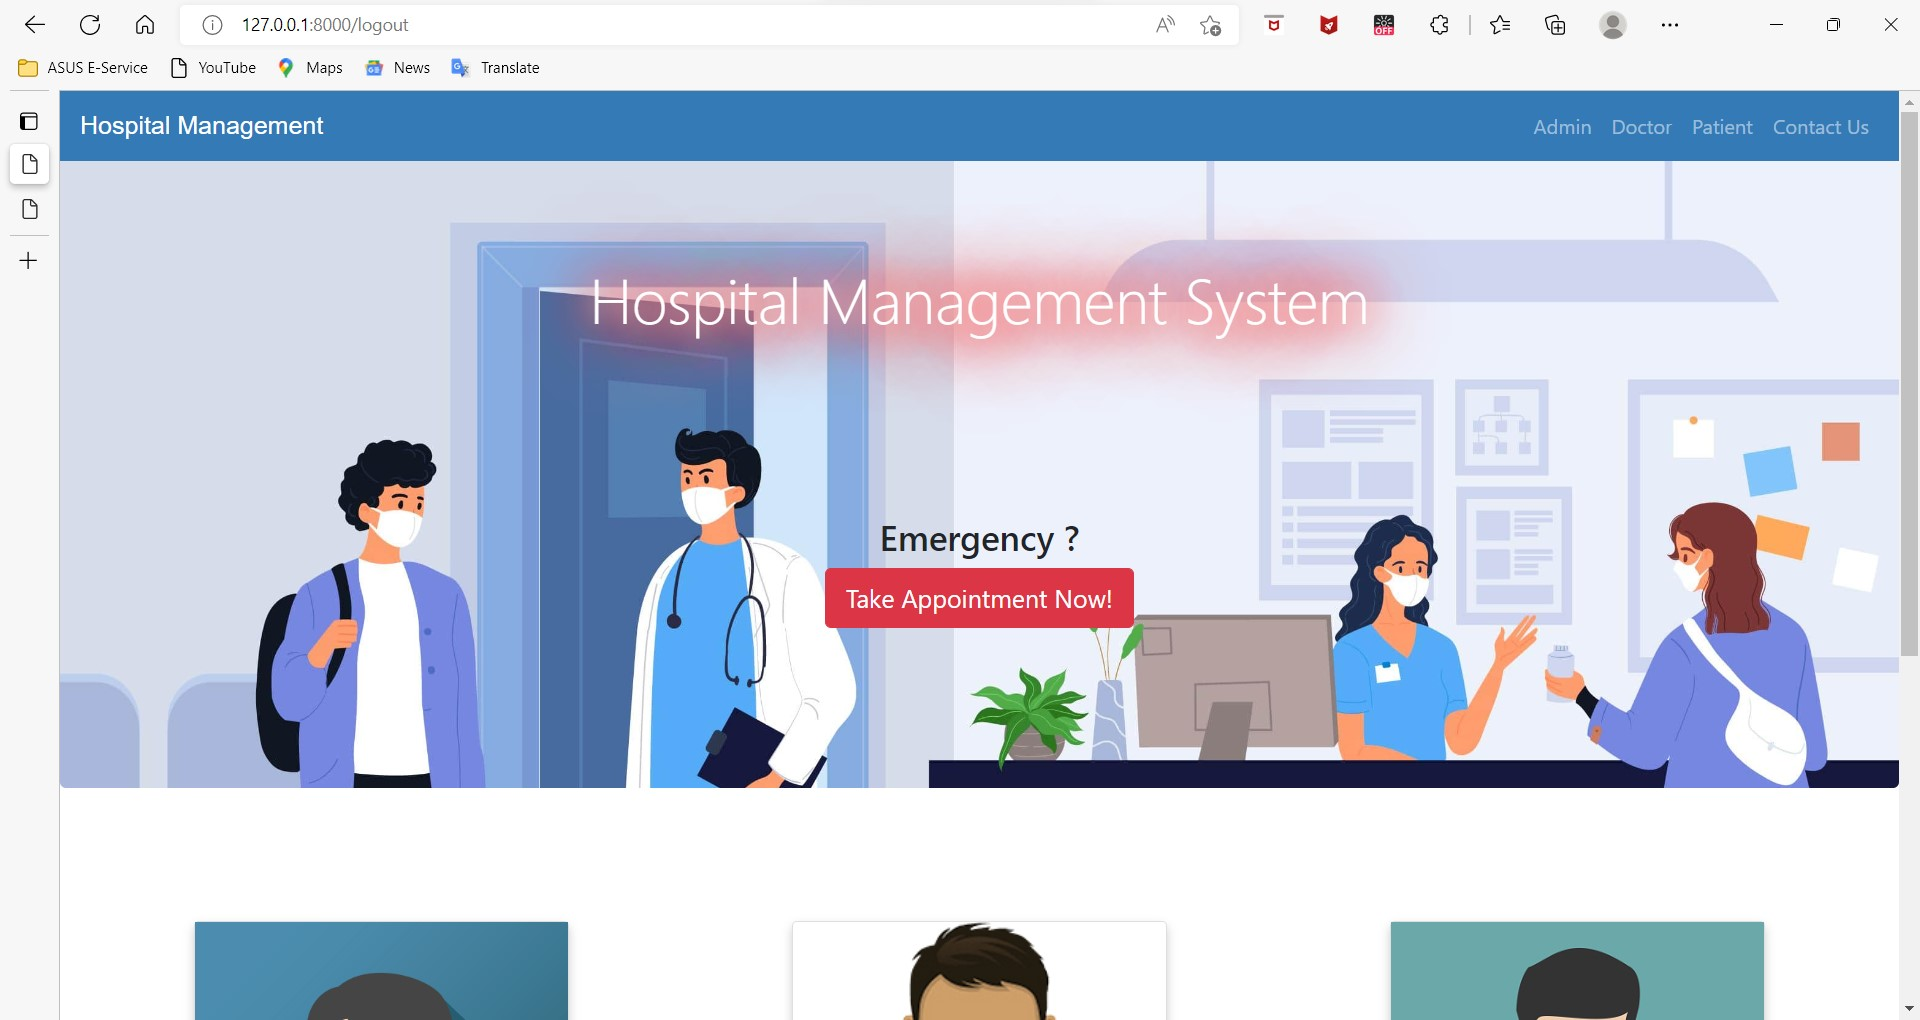 127.0.0.1:8000/logout
OFF
ASUS E-Service YouTube Maps News Translate
Hospital Management Admin Doctor Patient Contact Us
Hospital Management System
Emergency ?
Take Appointment Now!